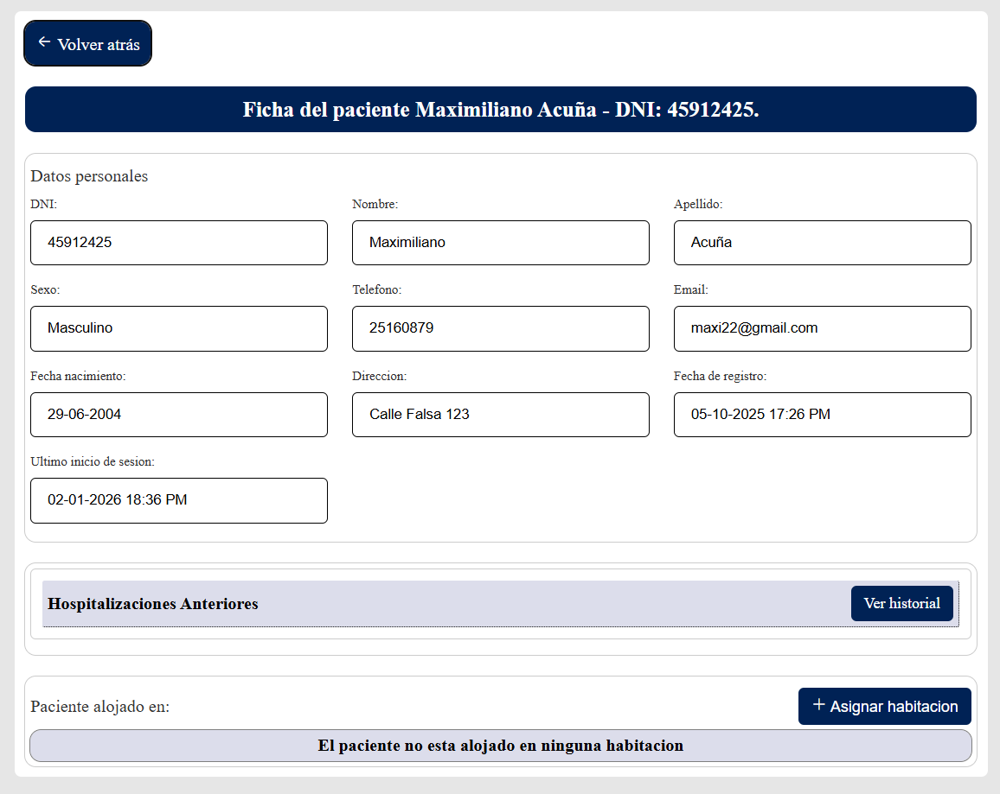 ← Volver atrás
Ficha del paciente Maximiliano Acuña - DNI: 45912425.
Datos personales
DNI: Nombre: Apellido:
45912425 Maximiliano Acuña
Sexo: Telefono: Email:
Masculino 25160879 maxi22@gmail.com
Fecha nacimiento: Direccion: Fecha de registro:
29-06-2004 Calle Falsa 123 05-10-2025 17:26 PM
Ultimo inicio de sesion:
02-01-2026 18:36 PM
Hospitalizaciones Anteriores Ver historial
Paciente alojado en: + Asignar habitacion
El paciente no esta alojado en ninguna habitacion